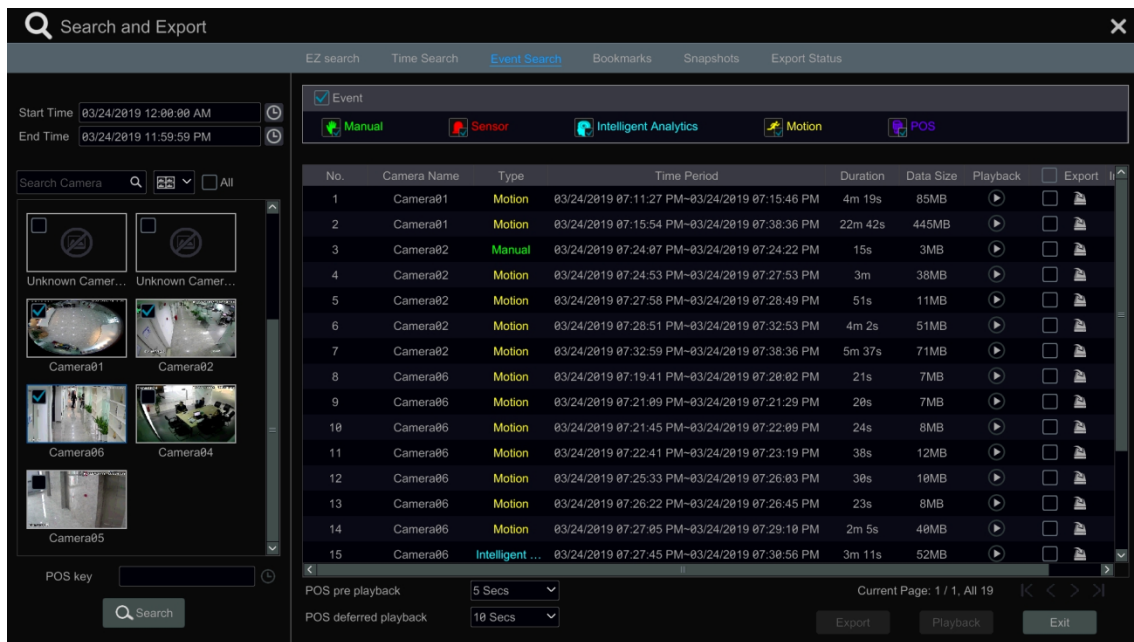 Search and Export
EZ search Time Search Event Search Bookmarks Snapshots Export Status
Start Time 03/24/2019 12:00:00 AM
End Time 03/24/2019 11:59:59 PM
Search Camera All
Unknown Camer... Unknown Camer...
Camera01 Camera02
Camera06 Camera04
Camera05
POS key
Search
Event
Manual Sensor Intelligent Analytics Motion POS
No. Camera Name Type Time Period Duration Data Size Playback Export
1 Camera01 Motion 03/24/2019 07:11:27 PM~03/24/2019 07:15:46 PM 4m 19s 85MB
2 Camera01 Motion 03/24/2019 07:15:54 PM~03/24/2019 07:38:36 PM 22m 42s 445MB
3 Camera02 Manual 03/24/2019 07:24:07 PM~03/24/2019 07:24:22 PM 15s 3MB
4 Camera02 Motion 03/24/2019 07:24:53 PM~03/24/2019 07:27:53 PM 3m 38MB
5 Camera02 Motion 03/24/2019 07:27:58 PM~03/24/2019 07:28:49 PM 51s 11MB
6 Camera02 Motion 03/24/2019 07:28:51 PM~03/24/2019 07:32:53 PM 4m 2s 51MB
7 Camera02 Motion 03/24/2019 07:32:59 PM~03/24/2019 07:38:36 PM 5m 37s 71MB
8 Camera06 Motion 03/24/2019 07:19:41 PM~03/24/2019 07:20:02 PM 21s 7MB
9 Camera06 Motion 03/24/2019 07:21:09 PM~03/24/2019 07:21:29 PM 20s 7MB
10 Camera06 Motion 03/24/2019 07:21:45 PM~03/24/2019 07:22:09 PM 24s 8MB
11 Camera06 Motion 03/24/2019 07:22:41 PM~03/24/2019 07:23:19 PM 38s 12MB
12 Camera06 Motion 03/24/2019 07:25:33 PM~03/24/2019 07:26:03 PM 30s 10MB
13 Camera06 Motion 03/24/2019 07:26:22 PM~03/24/2019 07:26:45 PM 23s 8MB
14 Camera06 Motion 03/24/2019 07:27:05 PM~03/24/2019 07:29:10 PM 2m 5s 40MB
15 Camera06 Intelligent ... 03/24/2019 07:27:45 PM~03/24/2019 07:30:56 PM 3m 11s 52MB
POS pre playback 5 Secs Current Page: 1 / 1, All 19
POS deferred playback 10 Secs Export Playback Exit